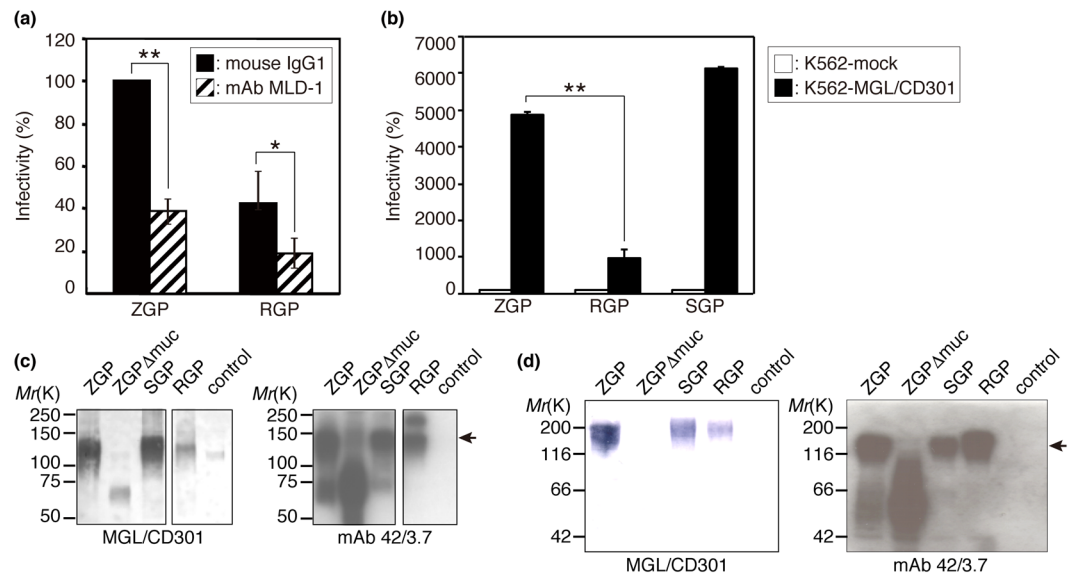 (a)
120
100
80
60
40
20
0
Infectivity (%)
**
*
: mouse IgG1
: mAb MLD-1
ZGP
RGP
(b)
7000
6000
5000
4000
3000
2000
1000
0
Infectivity (%)
**
: K562-mock
: K562-MGL/CD301
ZGP
RGP
SGP
(c)
Mr(K)
ZGP
ZGPΔmuc
SGP
RGP
control
250
150
100
75
50
MGL/CD301
Mr(K)
ZGP
ZGPΔmuc
SGP
RGP
control
250
150
100
75
50
mAb 42/3.7
(d)
Mr(K)
ZGP
ZGPΔmuc
SGP
RGP
control
200
116
66
42
MGL/CD301
Mr(K)
ZGP
ZGPΔmuc
SGP
RGP
control
200
116
66
42
mAb 42/3.7